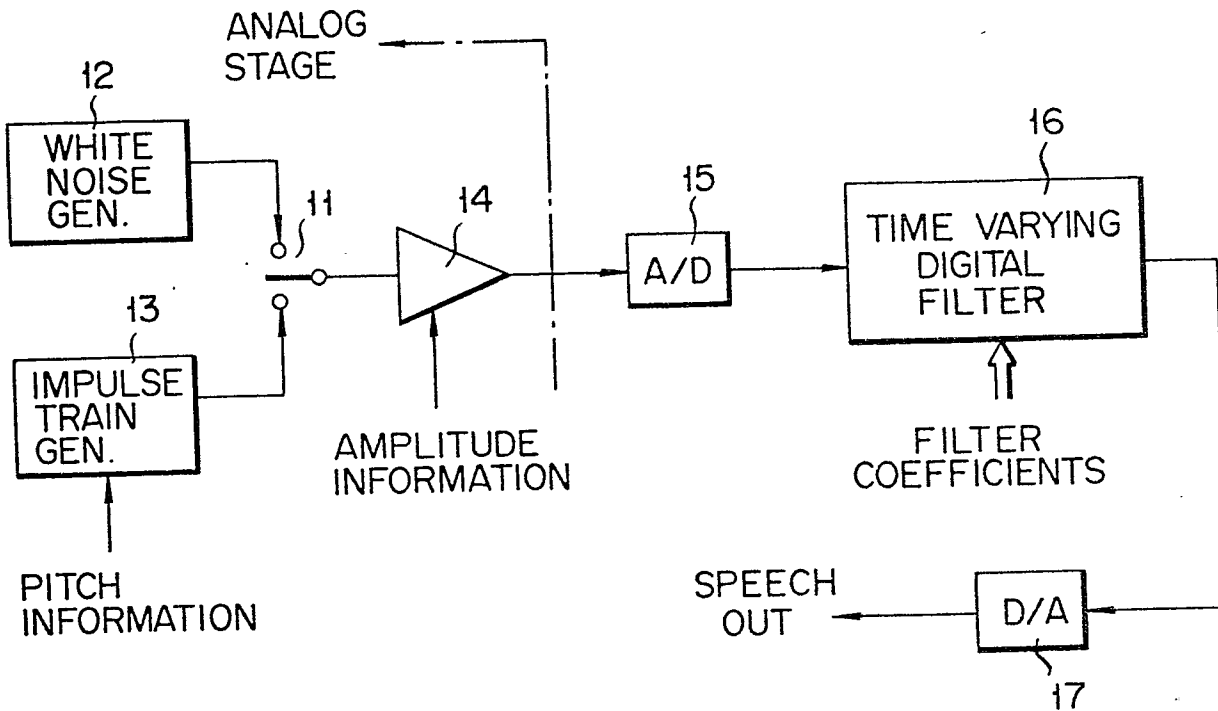 ANALOG
STAGE
12
WHITE
NOISE
GEN.
11
14
15
A/D
16
TIME VARYING
DIGITAL
FILTER
13
IMPULSE
TRAIN
GEN.
AMPLITUDE
INFORMATION
FILTER
COEFFICIENTS
PITCH
INFORMATION
SPEECH
OUT
D/A
17